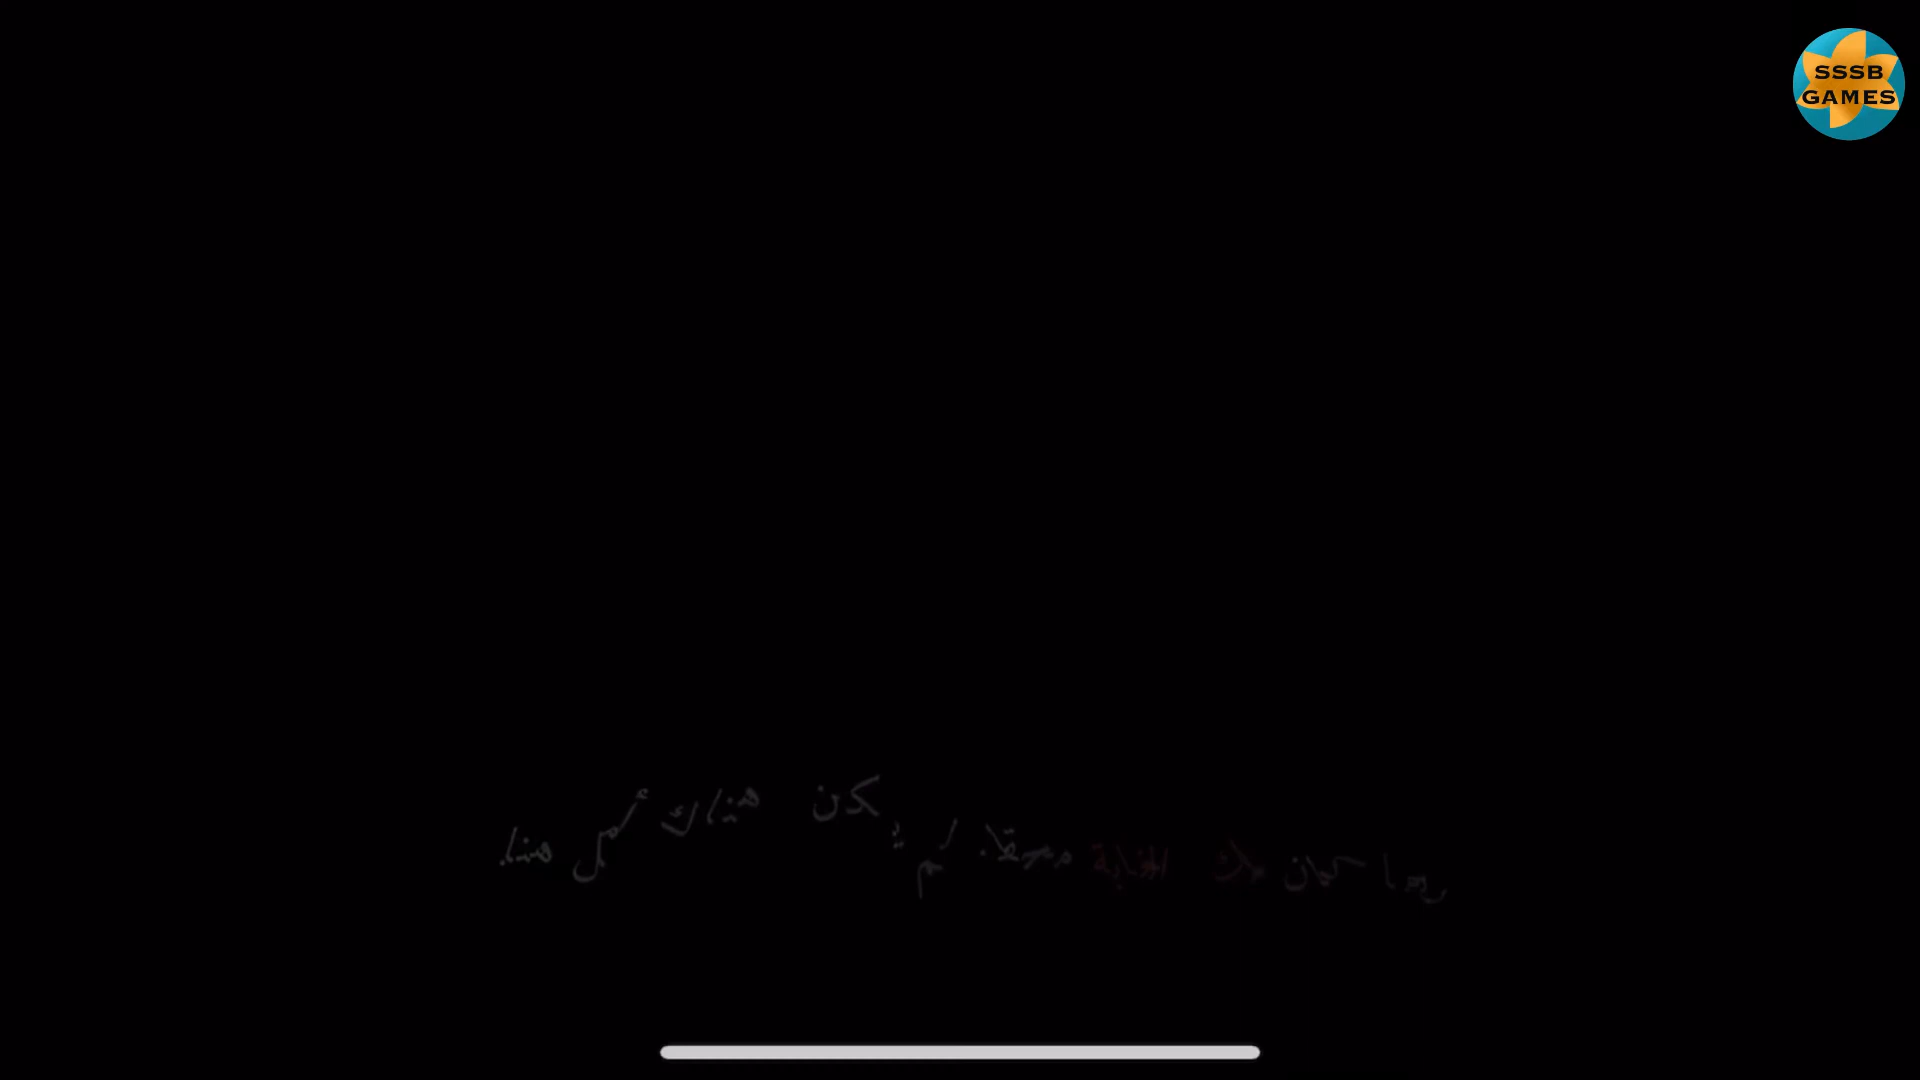 SSSB
GAMES
ربما كان ملك الغابة محقا. لم يكن هناك أمل هنا.